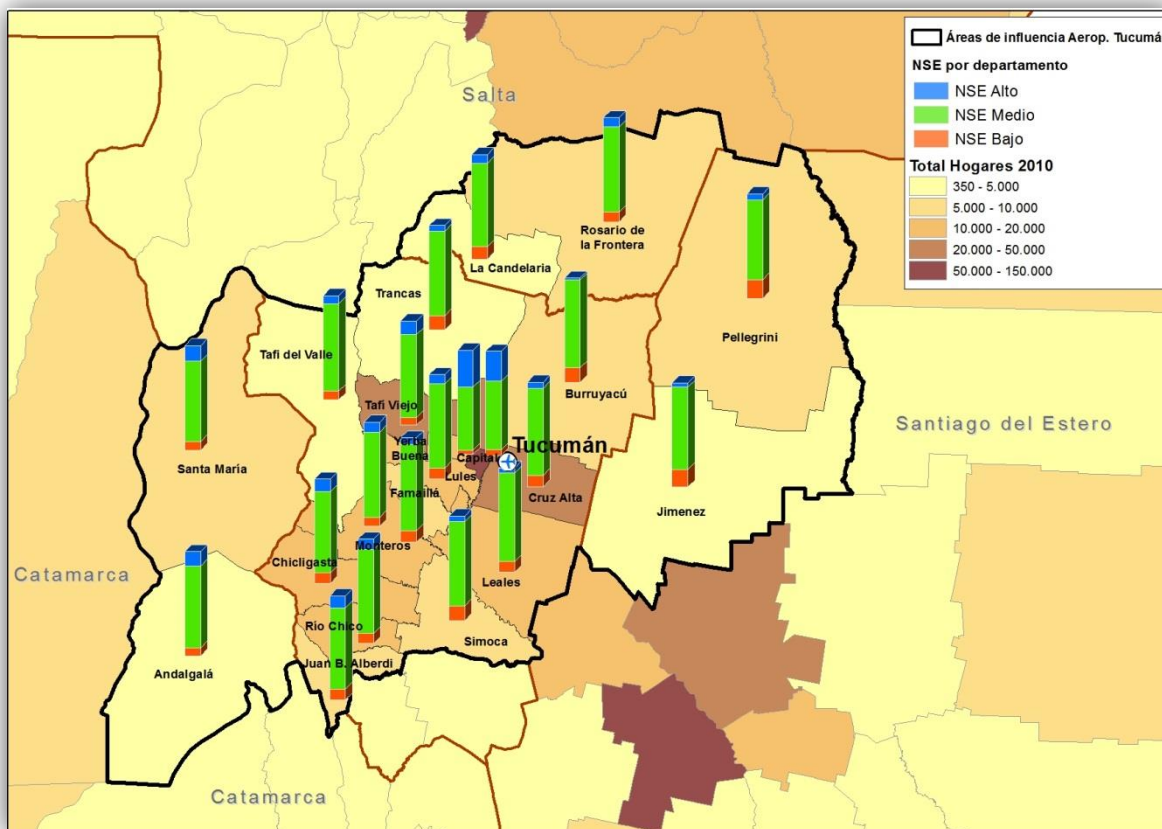 Áreas de influencia Aerop. Tucumá
NSE por departamento
NSE Alto
NSE Medio
NSE Bajo
Total Hogares 2010
350 - 5.000
5.000 - 10.000
10.000 - 20.000
20.000 - 50.000
50.000 - 150.000
Salta
Rosario de
la Frontera
La Candelaria
Trancas
Pellegrini
Tafi del Valle
Burruyacú
Tafi Viejo
Santiago del Estero
Yerba
Buena
Tucumán
Capital
Santa Maria
Lules
Famaillá
Cruz Alta
Jimenez
Monteros
Chicligasta
Leales
Catamarca
Rio Chico
Simoca
Juan B. Alberdi
Andalgalá
Catamarca